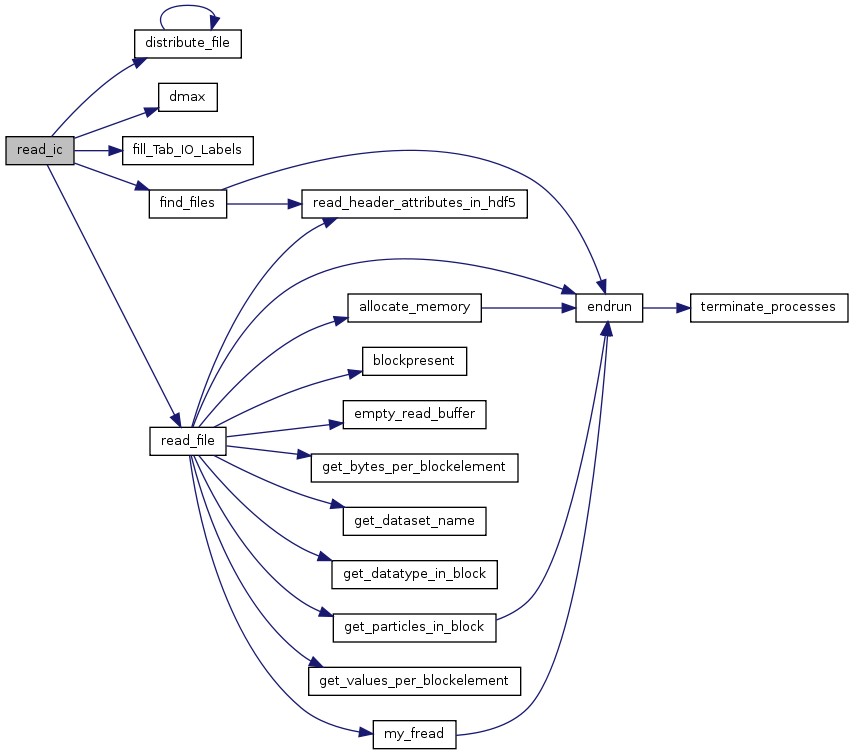 distribute_file
dmax
read_ic
fill_Tab_IO_Labels
find_files
read_header_attributes_in_hdf5
allocate_memory
endrun
terminate_processes
blockpresent
empty_read_buffer
read_file
get_bytes_per_blockelement
get_dataset_name
get_datatype_in_block
get_particles_in_block
get_values_per_blockelement
my_fread